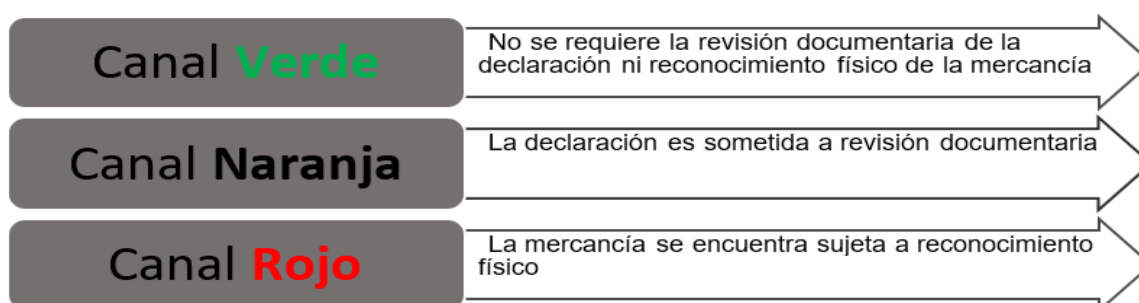 Canal Verde
No se requiere la revisión documentaria de la
declaración ni reconocimiento físico de la mercancía
Canal Naranja
La declaración es sometida a revisión documentaria
Canal Rojo
La mercancía se encuentra sujeta a reconocimiento
físico